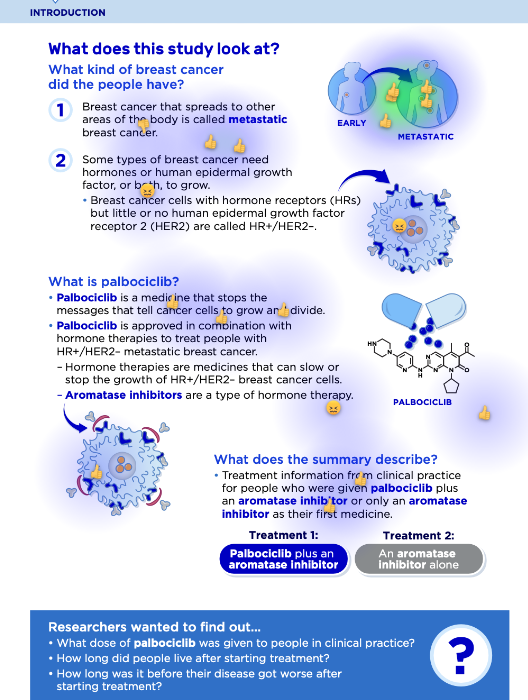 INTRODUCTION
What does this study look at?
What kind of breast cancer
did the people have?
1
Breast cancer that spreads to other
areas of the body is called metastatic
breast cancer.
EARLY
METASTATIC
2
Some types of breast cancer need
hormones or human epidermal growth
factor, or both, to grow.
• Breast cancer cells with hormone receptors (HRs)
but little or no human epidermal growth factor
receptor 2 (HER2) are called HR+/HER2–.
What is palbociclib?
• Palbociclib is a medicine that stops the
messages that tell cancer cells to grow and divide.
• Palbociclib is approved in combination with
hormone therapies to treat people with
HR+/HER2– metastatic breast cancer.
– Hormone therapies are medicines that can slow or
stop the growth of HR+/HER2– breast cancer cells.
– Aromatase inhibitors are a type of hormone therapy.
HN
N
N
N
N
H
N
N
O
O
PALBOCICLIB
What does the summary describe?
• Treatment information from clinical practice
for people who were given palbociclib plus
an aromatase inhibitor or only an aromatase
inhibitor as their first medicine.
Treatment 1:
Palbociclib plus an
aromatase inhibitor
Treatment 2:
An aromatase
inhibitor alone
Researchers wanted to find out...
• What dose of palbociclib was given to people in clinical practice?
• How long did people live after starting treatment?
• How long was it before their disease got worse after
starting treatment?
?